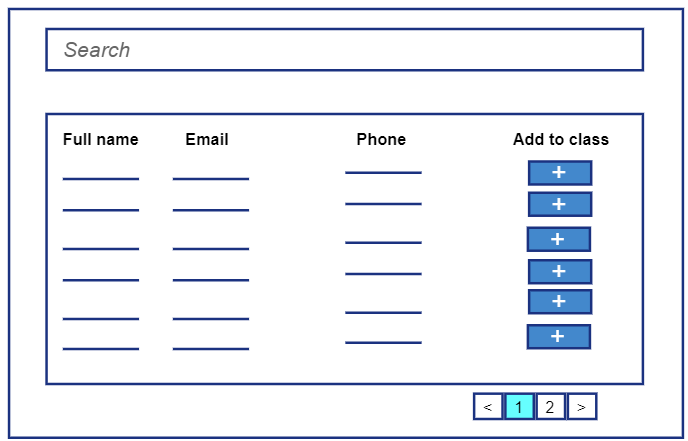 Search
Full name Email Phone Add to class
+
+
+
+
+
+
< 1 2 >